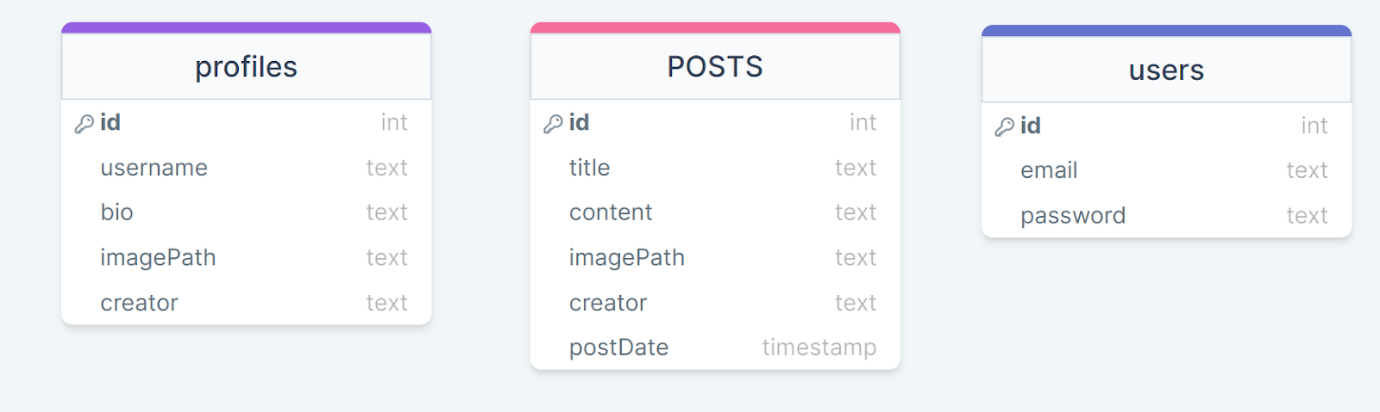 profiles
id int
username text
bio text
imagePath text
creator text
POSTS
id int
title text
content text
imagePath text
creator text
postDate timestamp
users
id int
email text
password text